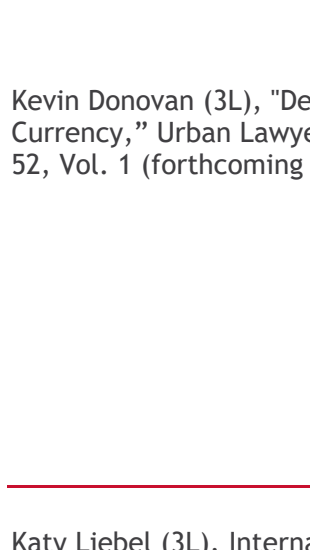 Kevin Donovan (3L), "De
Currency,” Urban Lawye
52, Vol. 1 (forthcoming
Katy Liebel (3L), Interna